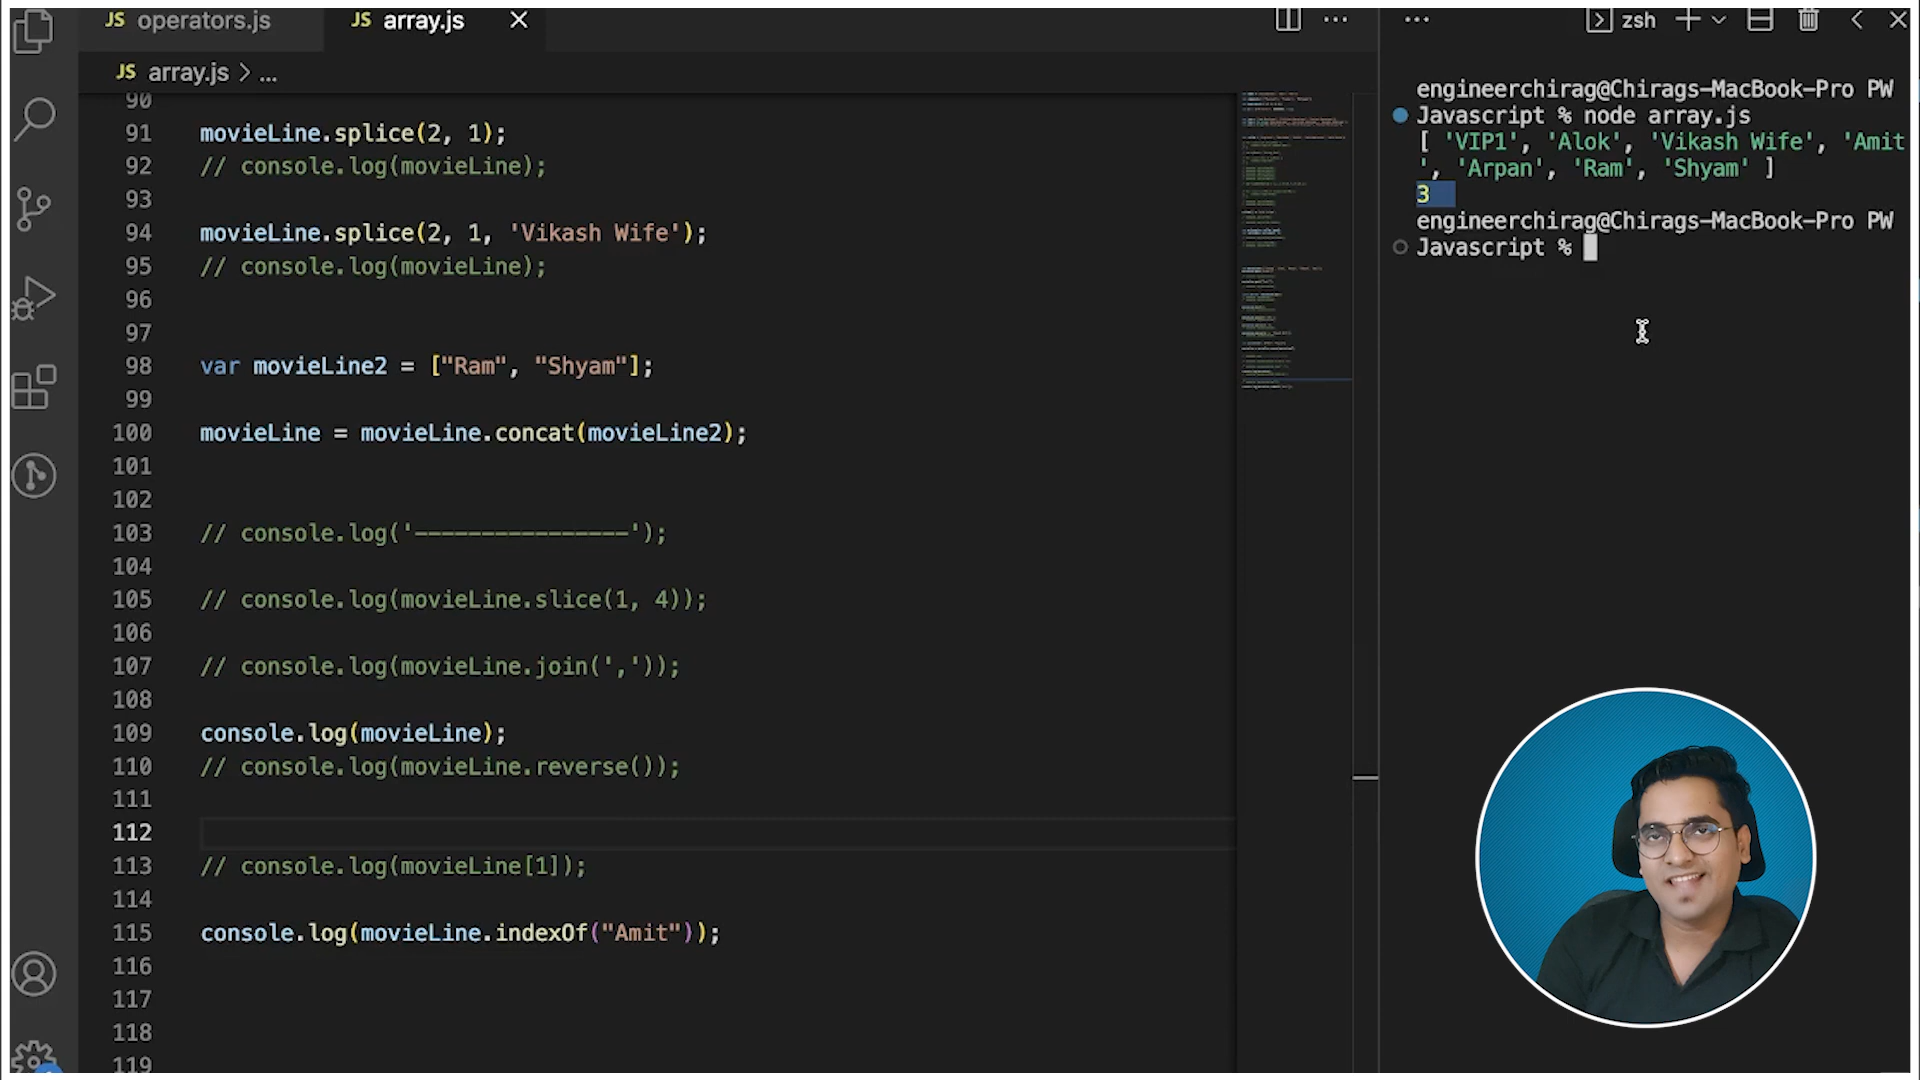 JS operators.js
JS array.js
zsh
JS array.js > ...
90
91 movieLine.splice(2, 1);
92 // console.log(movieLine);
93
94 movieLine.splice(2, 1, 'Vikash Wife');
95 // console.log(movieLine);
96
97
98 var movieLine2 = ["Ram", "Shyam"];
99
100 movieLine = movieLine.concat(movieLine2);
101
102
103 // console.log('----------------');
104
105 // console.log(movieLine.slice(1, 4));
106
107 // console.log(movieLine.join(','));
108
109 console.log(movieLine);
110 // console.log(movieLine.reverse());
111
112
113 // console.log(movieLine[1]);
114
115 console.log(movieLine.indexOf("Amit"));
116
117
118
119
engineerchirag@Chirags-MacBook-Pro PW
Javascript % node array.js
[ 'VIP1', 'Alok', 'Vikash Wife', 'Amit
', 'Arpan', 'Ram', 'Shyam' ]
3
engineerchirag@Chirags-MacBook-Pro PW
Javascript %